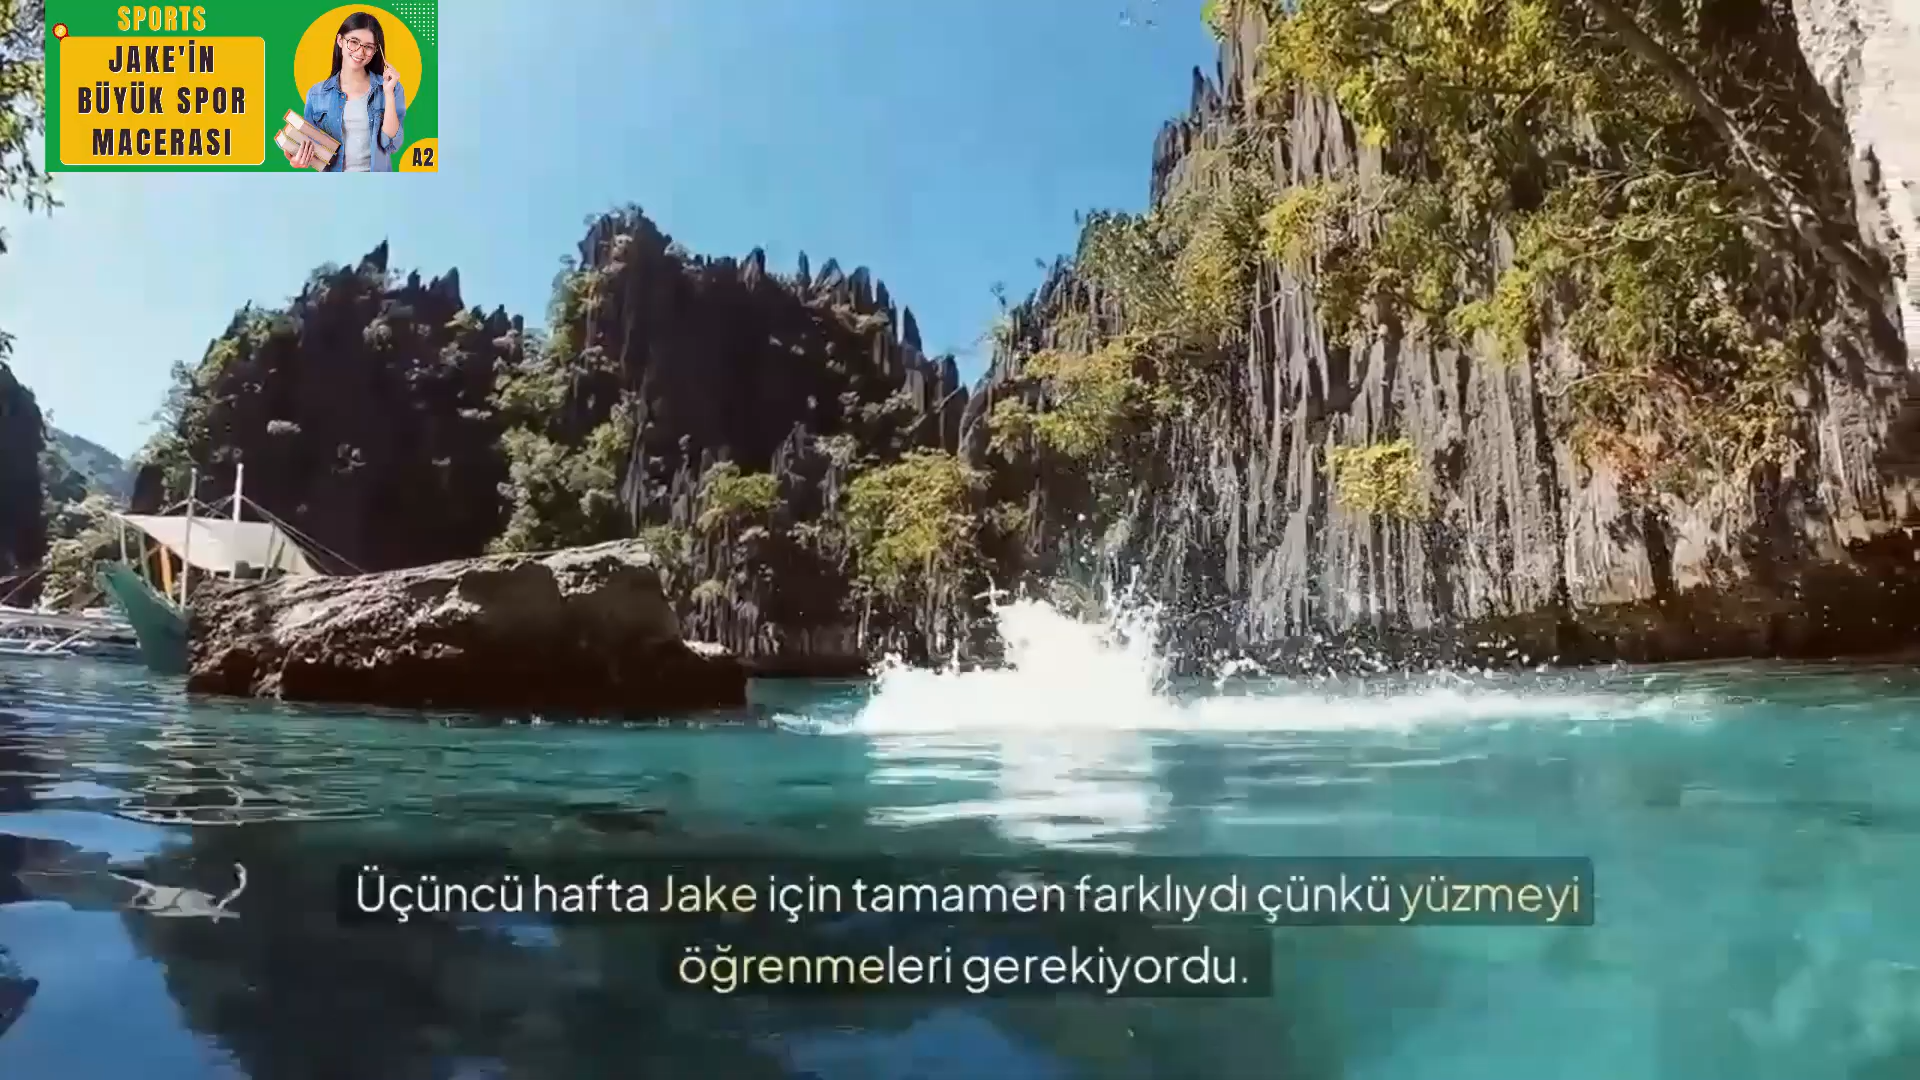 SPORTS
JAKE'İN
BÜYÜK SPOR
MACERASI
A2
Üçüncü hafta Jake için tamamen farklıydı çünkü yüzmeyi
öğrenmeleri gerekiyordu.